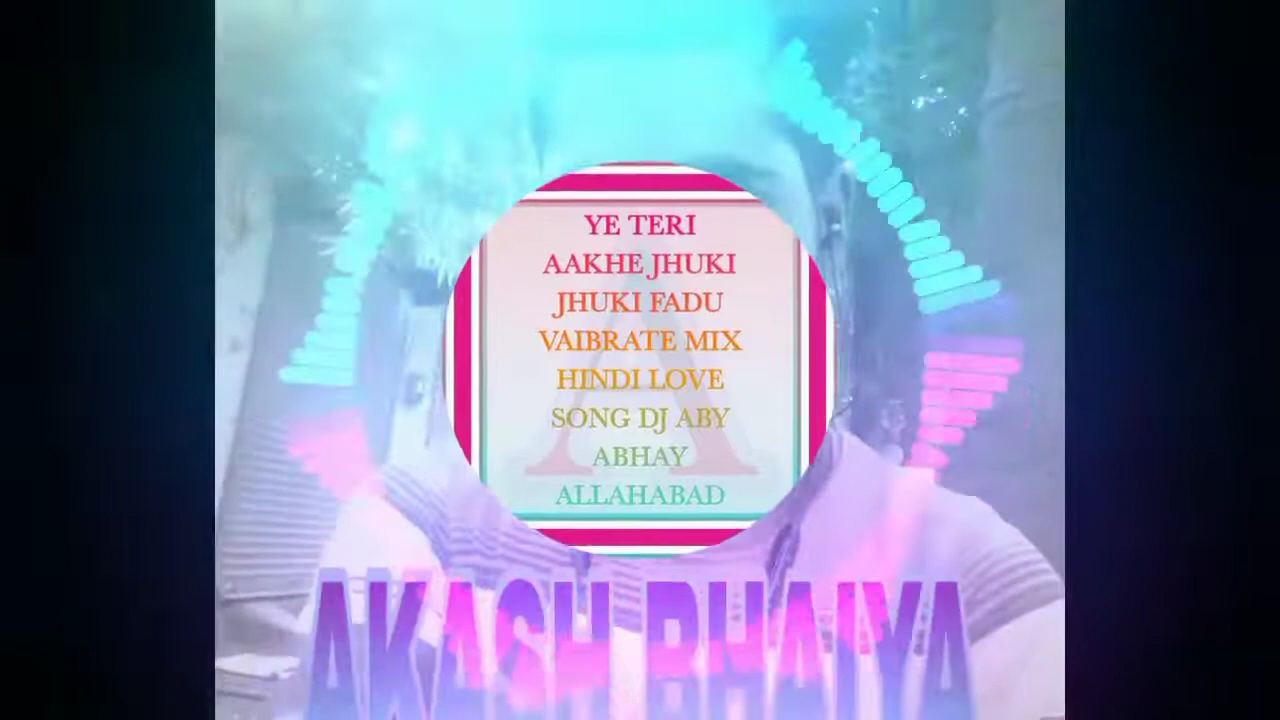 YE TERI
AAKHE JHUKI
JHUKI FADU
VAIBRATE MIX
HINDI LOVE
SONG DJ ABY
ABHAY
ALLAHABAD
AKASH BHAIYA